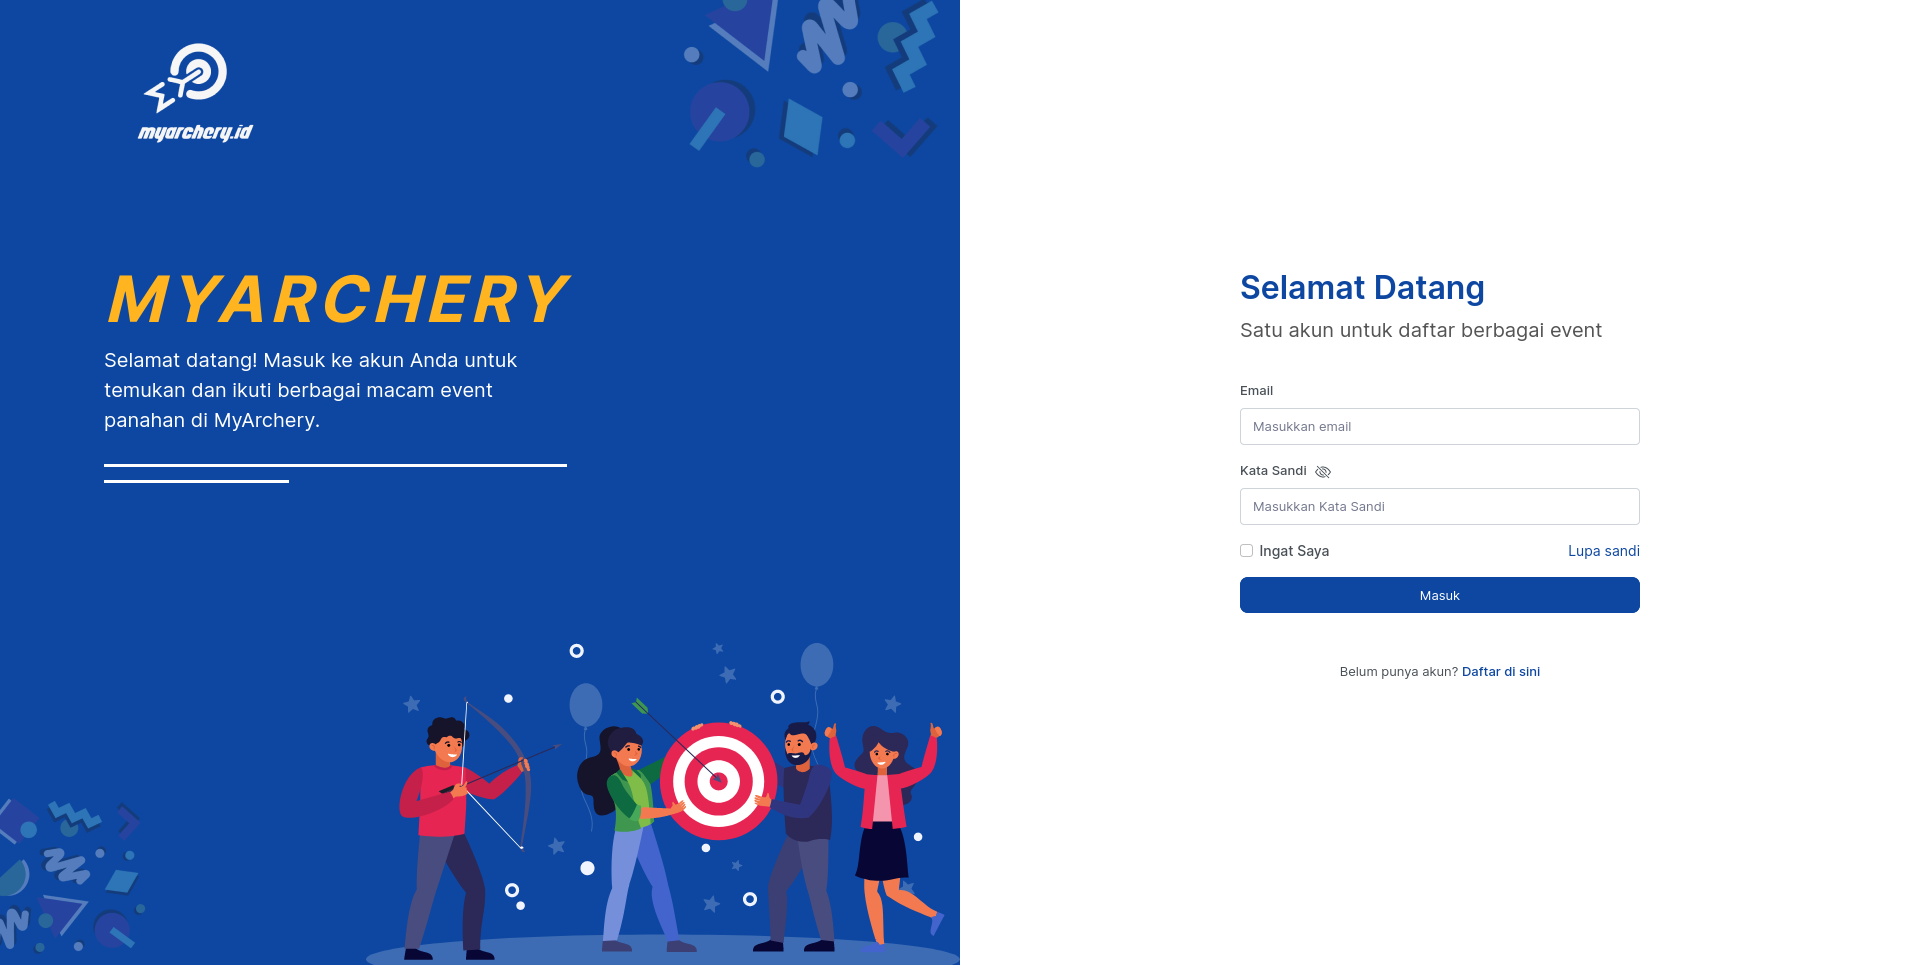 myarchery.id
MYARCHERY
Selamat datang! Masuk ke akun Anda untuk
temukan dan ikuti berbagai macam event
panahan di MyArchery.
Selamat Datang
Satu akun untuk daftar berbagai event
Email
Masukkan email
Kata Sandi
Masukkan Kata Sandi
Ingat Saya
Lupa sandi
Masuk
Belum punya akun? Daftar di sini